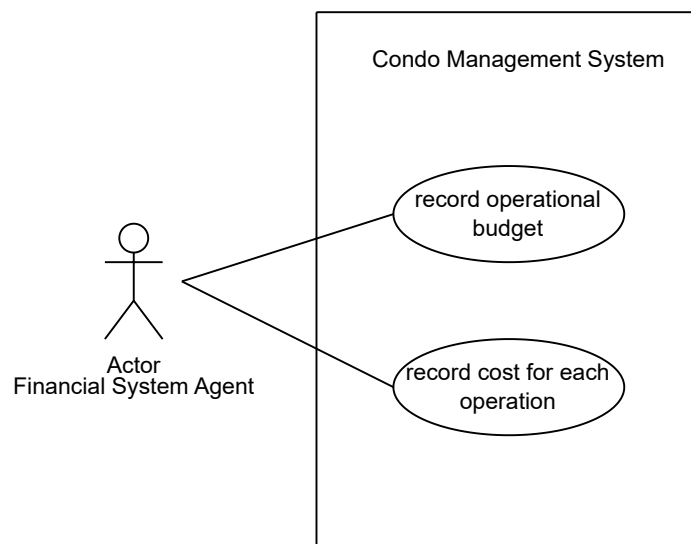 Condo Management System
record operational
budget
Actor
Financial System Agent
record cost for each
operation